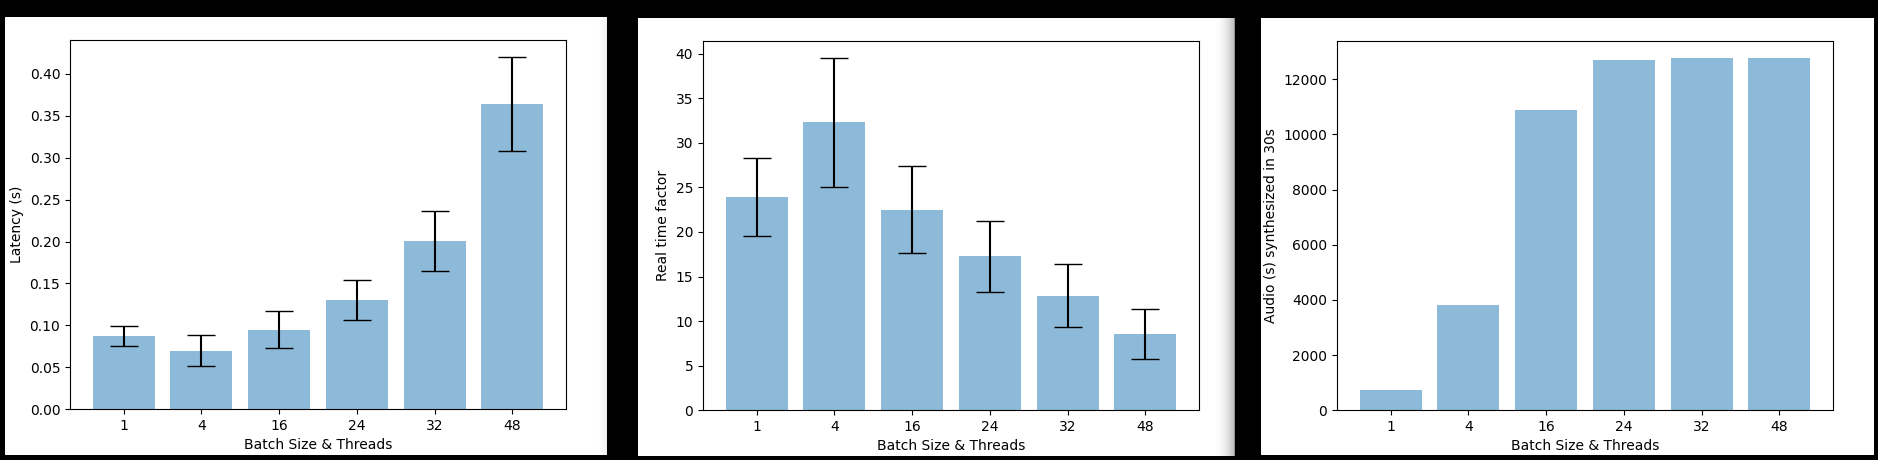 0.40
0.35
0.30
0.25
0.20
0.15
0.10
0.05
0.00
Latency (s)
1 4 16 24 32 48
Batch Size & Threads
40
35
30
25
20
15
10
5
0
Real time factor
1 4 16 24 32 48
Batch Size & Threads
12000
10000
8000
6000
4000
2000
0
Audio (s) synthesized in 30s
1 4 16 24 32 48
Batch Size & Threads